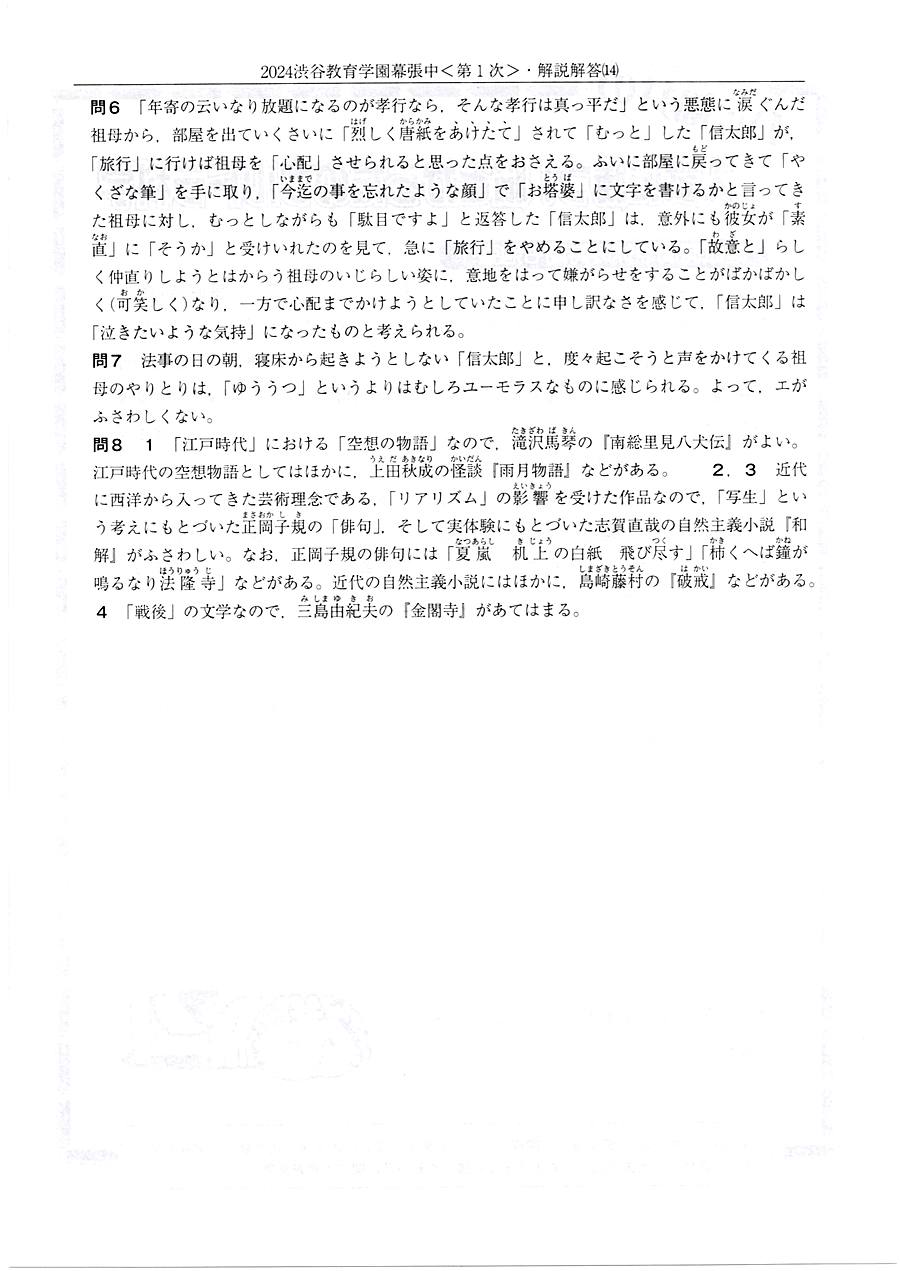 2024渋谷教育学園幕張中＜第１次＞・解説解答⒁
問6　「年寄の云いなり放題になるのが孝行なら，そんな孝行は真っ平だ」という悪態に涙ぐんだ
祖母から，部屋を出ていくさいに「烈しく唐紙をあけたて」されて「むっと」した「信太郎」が，
「旅行」に行けば祖母を「心配」させられると思った点をおさえる。ふいに部屋に戻ってきて「や
くざな筆」を手に取り，「今迄の事を忘れたような顔」で「お塔婆」に文字を書けるかと言ってき
た祖母に対し，むっとしながらも「駄目ですよ」と返答した「信太郎」は，意外にも彼女が「素
直」に「そうか」と受けいれたのを見て，急に「旅行」をやめることにしている。「故意と」らし
く仲直りしようとはからう祖母のいじらしい姿に，意地をはって嫌がらせをすることがばかばかし
く(可笑しく)なり，一方で心配までかけようとしていたことに申し訳なさを感じて，「信太郎」は
「泣きたいような気持」になったものと考えられる。
問7　法事の日の朝，寝床から起きようとしない「信太郎」と，度々起こそうと声をかけてくる祖
母のやりとりは，「ゆううつ」というよりはむしろユーモラスなものに感じられる。よって，エが
ふさわしくない。
問8　1　「江戸時代」における「空想の物語」なので，滝沢馬琴の『南総里見八犬伝』がよい。
江戸時代の空想物語としてはほかに，上田秋成の怪談『雨月物語』などがある。　2，3　近代
に西洋から入ってきた芸術理念である，「リアリズム」の影響を受けた作品なので，「写生」とい
う考えにもとづいた正岡子規の「俳句」，そして実体験にもとづいた志賀直哉の自然主義小説『和
解』がふさわしい。なお，正岡子規の俳句には「夏嵐　机上の白紙　飛び尽す」「柿くへば鐘が
鳴るなり法隆寺」などがある。近代の自然主義小説にはほかに，島崎藤村の『破戒』などがある。
4　「戦後」の文学なので，三島由紀夫の『金閣寺』があてはまる。